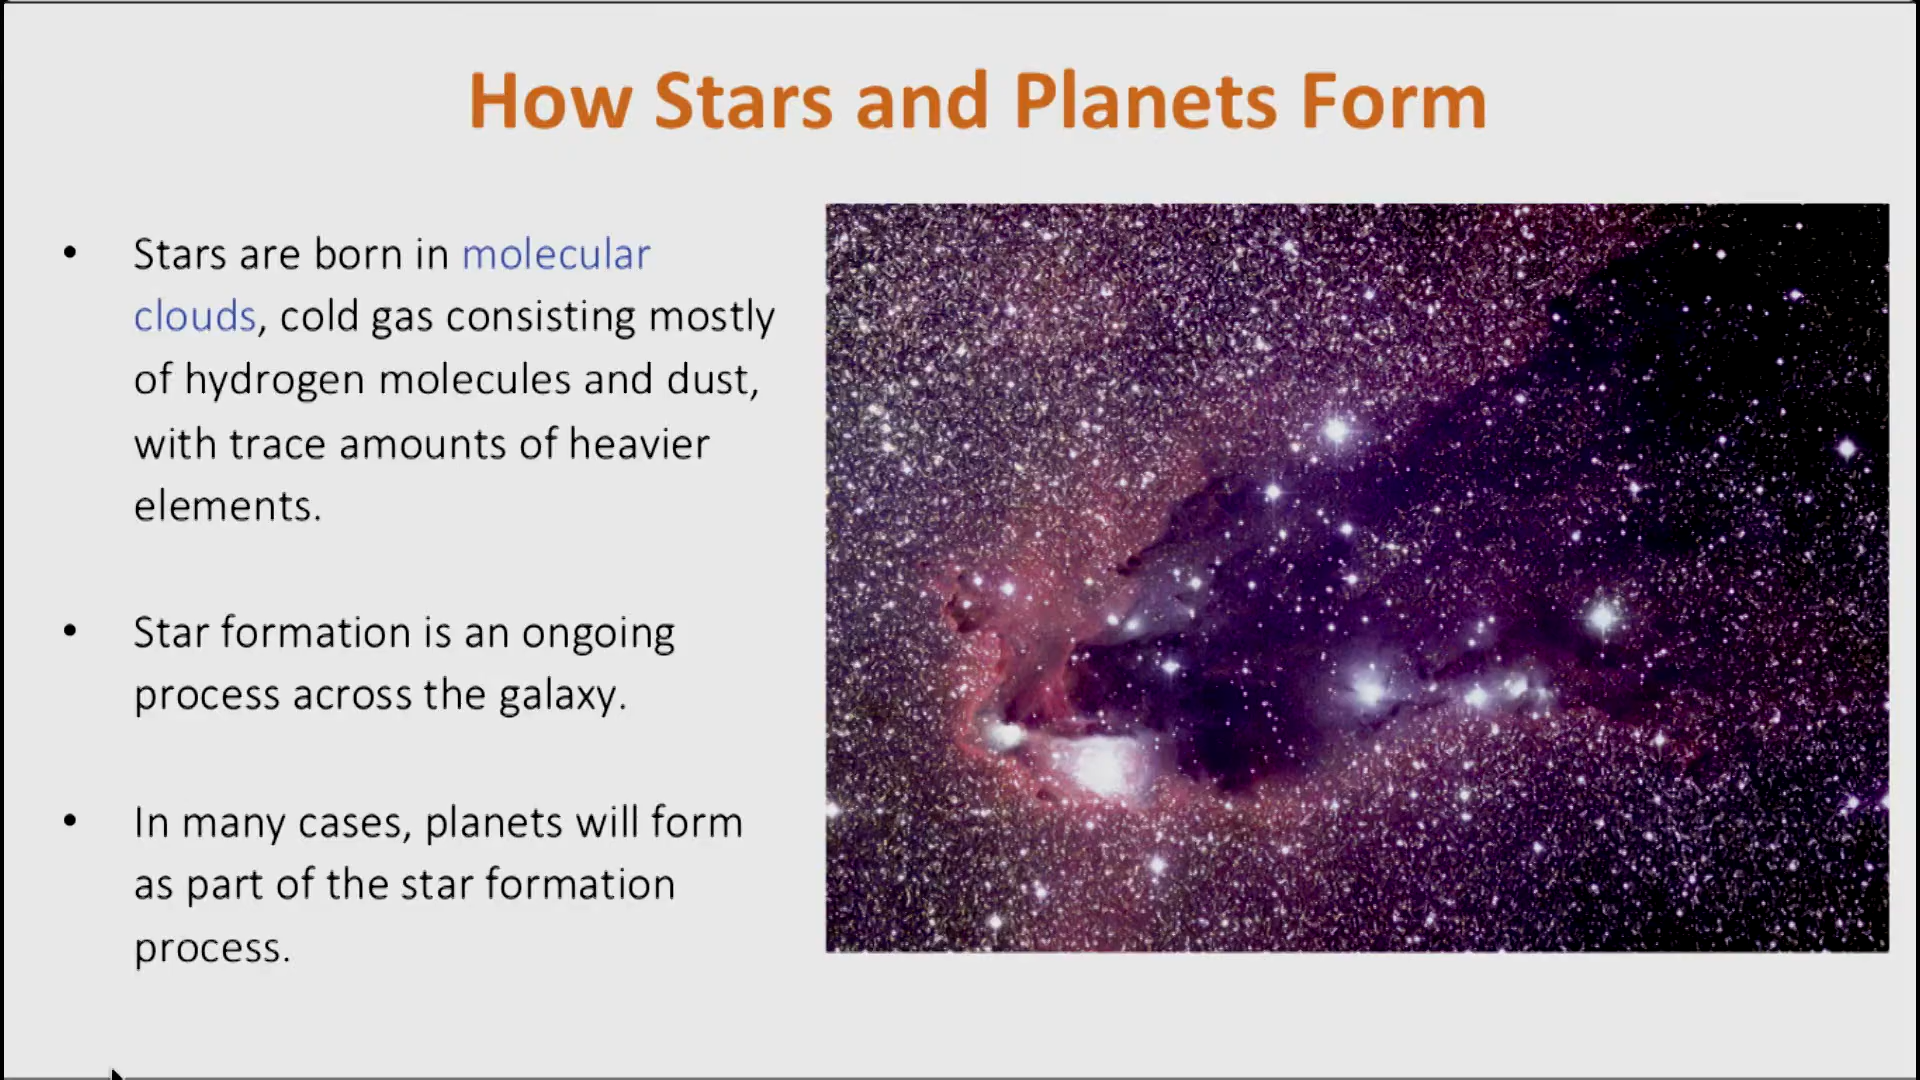 How Stars and Planets Form
• Stars are born in molecular
clouds, cold gas consisting mostly
of hydrogen molecules and dust,
with trace amounts of heavier
elements.
• Star formation is an ongoing
process across the galaxy.
• In many cases, planets will form
as part of the star formation
process.